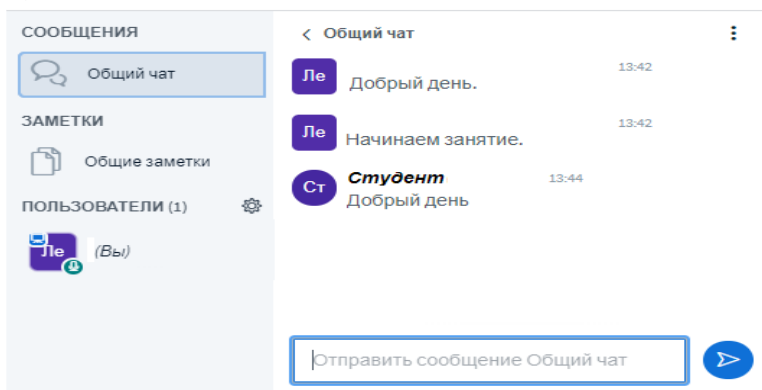 СООБЩЕНИЯ
Общий чат
ЗАМЕТКИ
Общие заметки
ПОЛЬЗОВАТЕЛИ (1)
Ле (Вы)
Общий чат
Ле 13:42
Добрый день.
Ле 13:42
Начинаем занятие.
Ст Студент 13:44
Добрый день
Отправить сообщение Общий чат